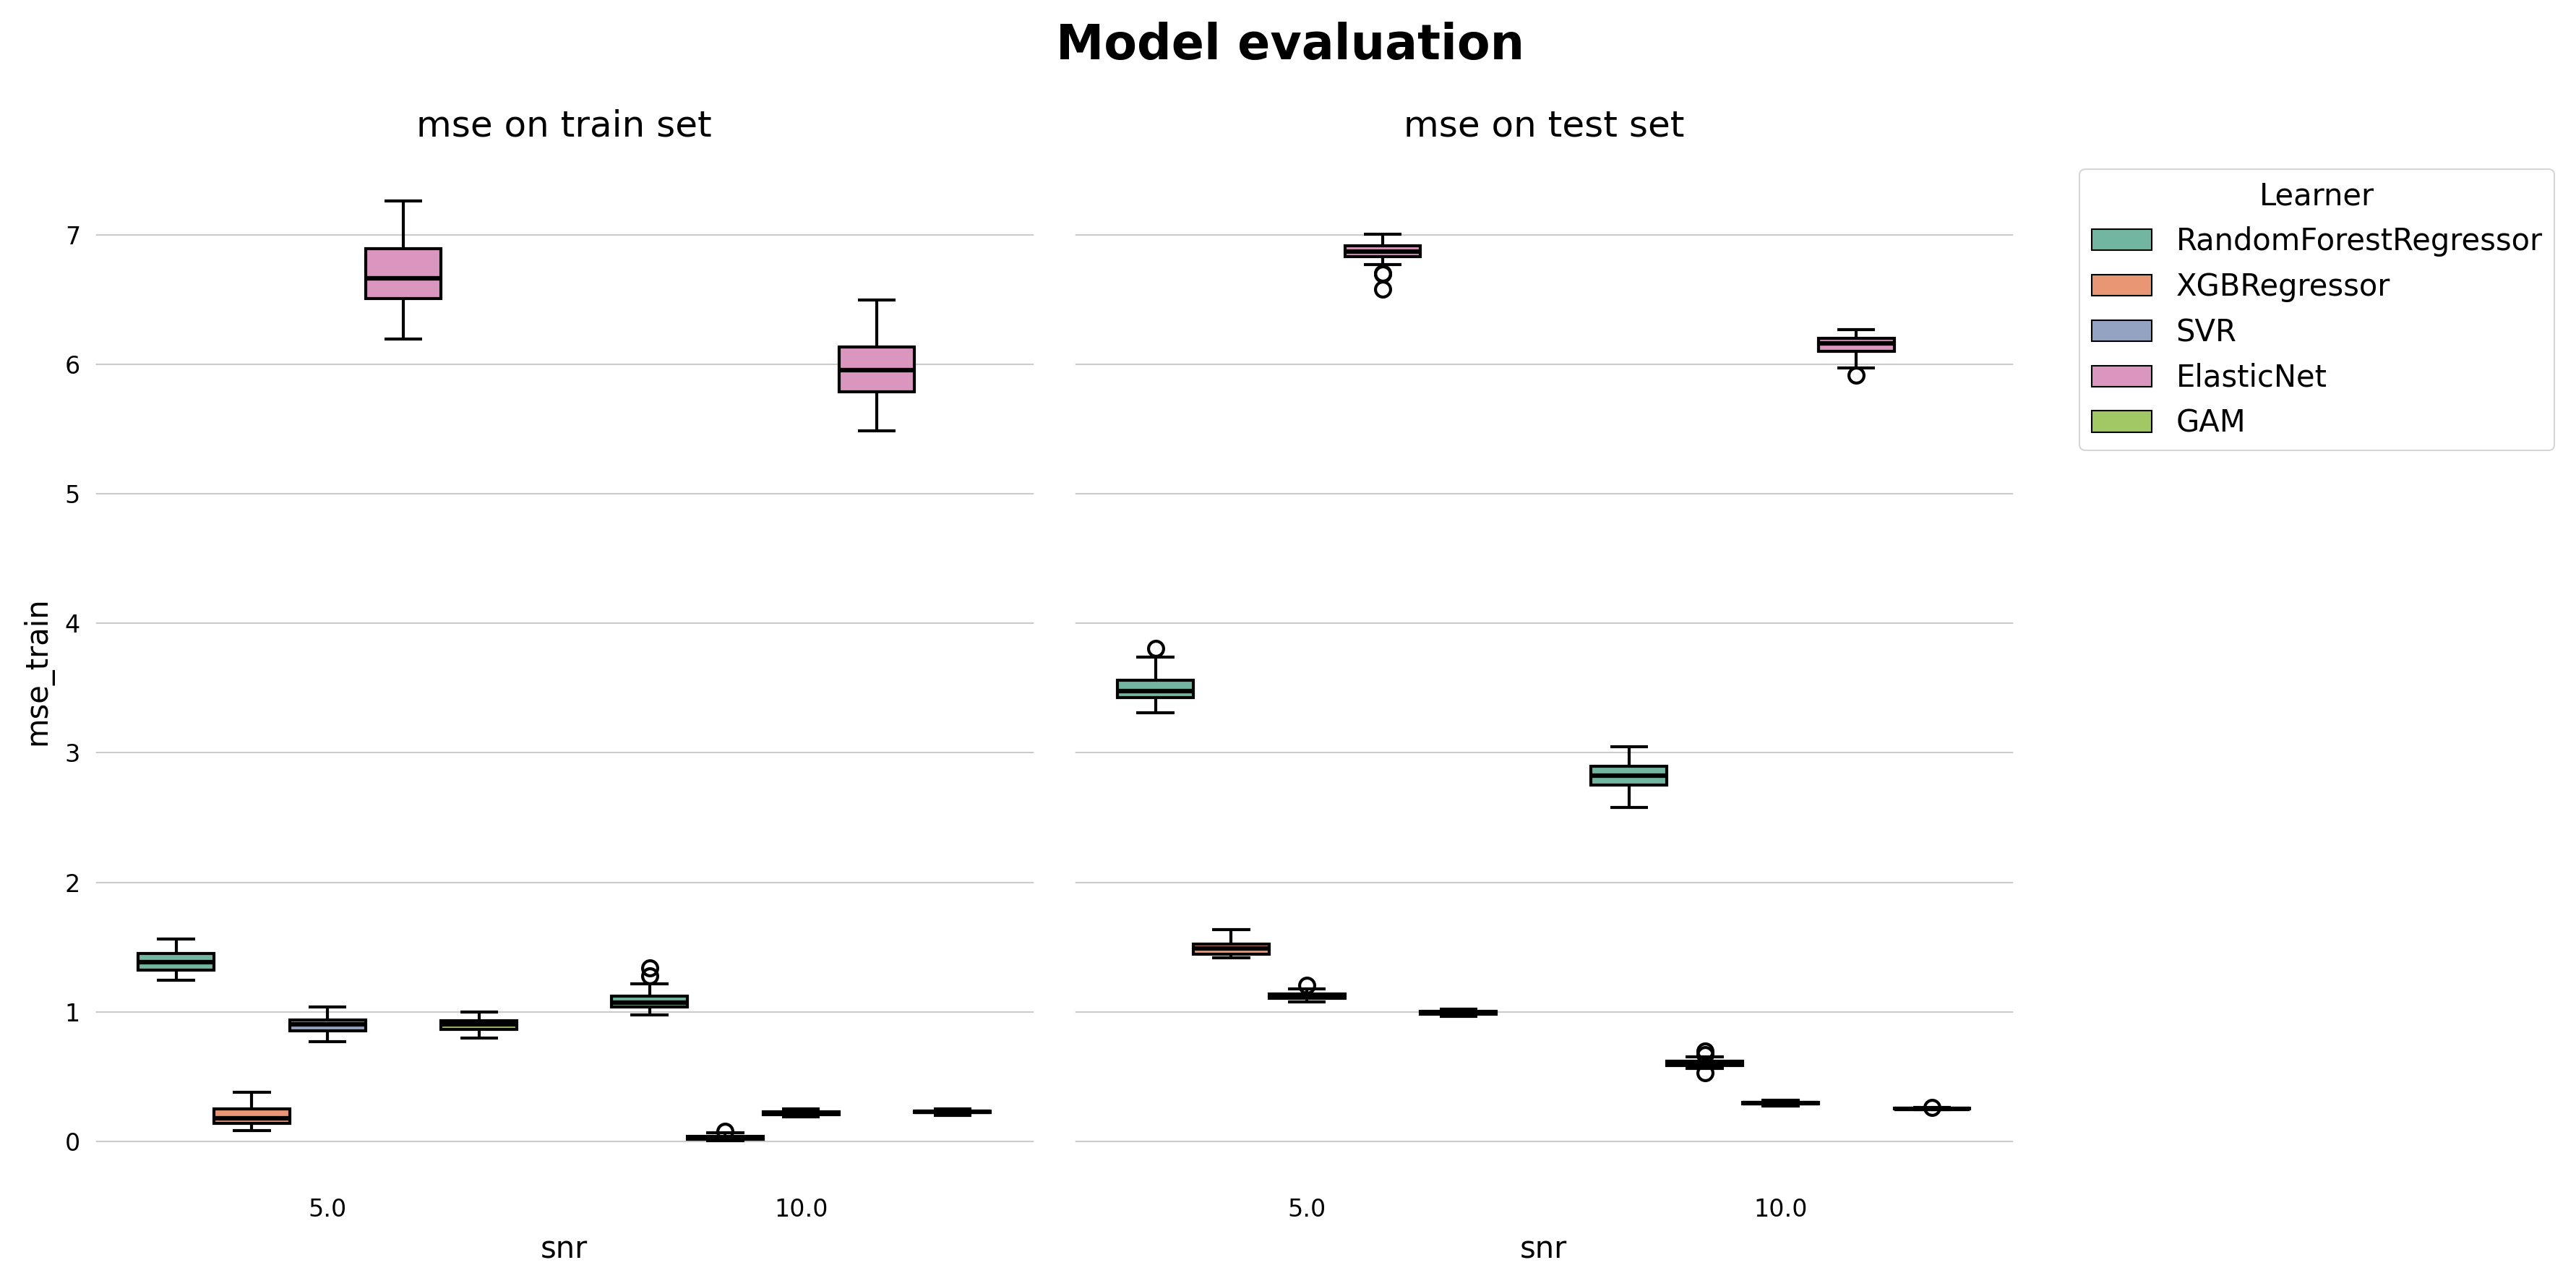 Model evaluation
mse on train set
mse on test set
mse_train
7
6
5
4
3
2
1
0
5.0
10.0
snr
5.0
10.0
snr
Learner
RandomForestRegressor
XGBRegressor
SVR
ElasticNet
GAM